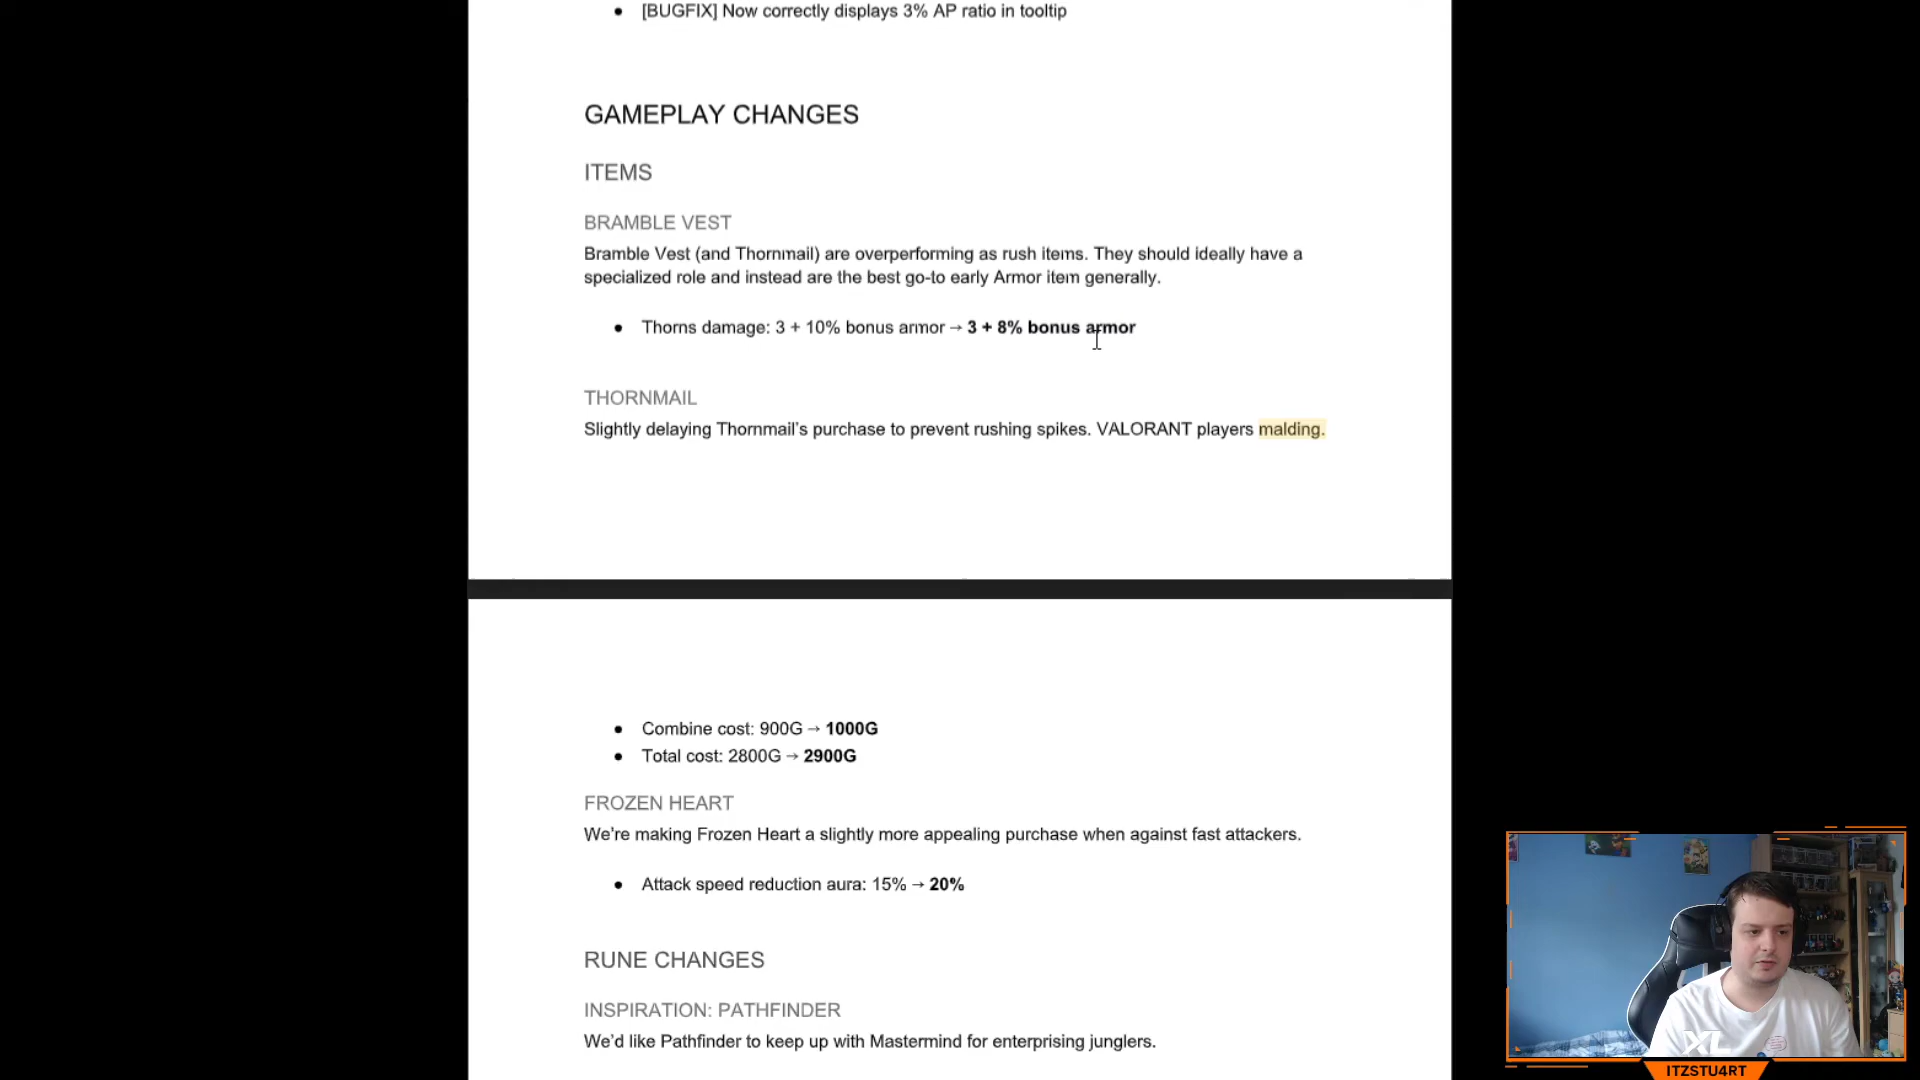 • [BUGFIX] Now correctly displays 3% AP ratio in tooltip
GAMEPLAY CHANGES
ITEMS
BRAMBLE VEST
Bramble Vest (and Thornmail) are overperforming as rush items. They should ideally have a
specialized role and instead are the best go-to early Armor item generally.
• Thorns damage: 3 + 10% bonus armor → 3 + 8% bonus armor
THORNMAIL
Slightly delaying Thornmail's purchase to prevent rushing spikes. VALORANT players malding.
• Combine cost: 900G → 1000G
• Total cost: 2800G → 2900G
FROZEN HEART
We're making Frozen Heart a slightly more appealing purchase when against fast attackers.
• Attack speed reduction aura: 15% → 20%
RUNE CHANGES
INSPIRATION: PATHFINDER
We'd like Pathfinder to keep up with Mastermind for enterprising junglers.
XL
ITZSTU4RT